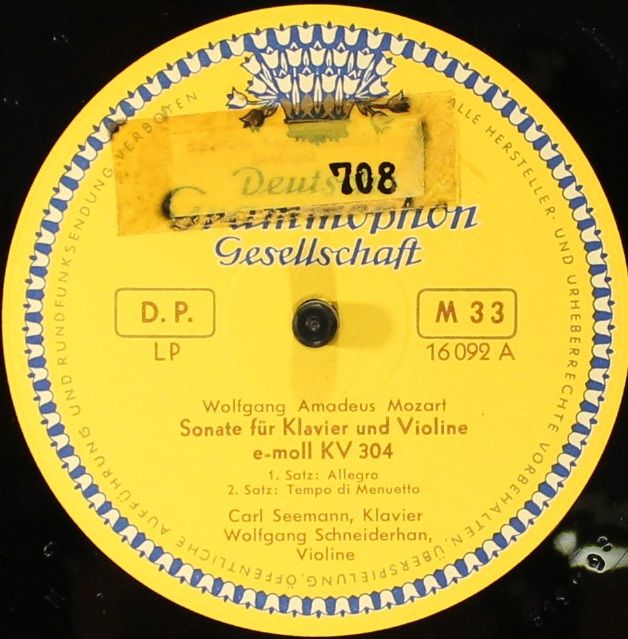 708
Deuts
Grammophon
Gesellschaft
D. P.
LP
M 33
16 092 A
Wolfgang Amadeus Mozart
Sonate für Klavier und Violine
e-moll KV 304
1. Satz: Allegro
2. Satz: Tempo di Menuetto
Carl Seemann, Klavier
Wolfgang Schneiderhan,
Violine
ALLE HERSTELLER- UND URHEBERRECHTE VORBEHALTEN. ÜBERSPIELUNG, ÖFFENTLICHE AUFFÜHRUNG UND RUNDFUNKSENDUNG VERBOTEN